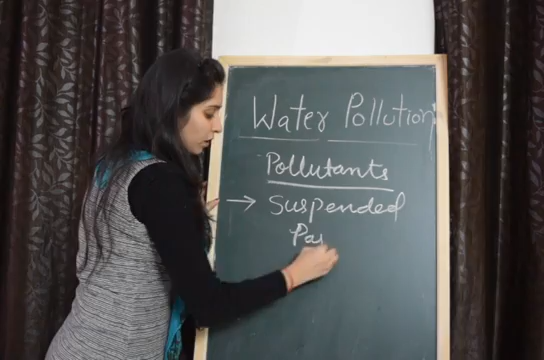 Water Pollution
Pollutants
→ Suspended
Pa